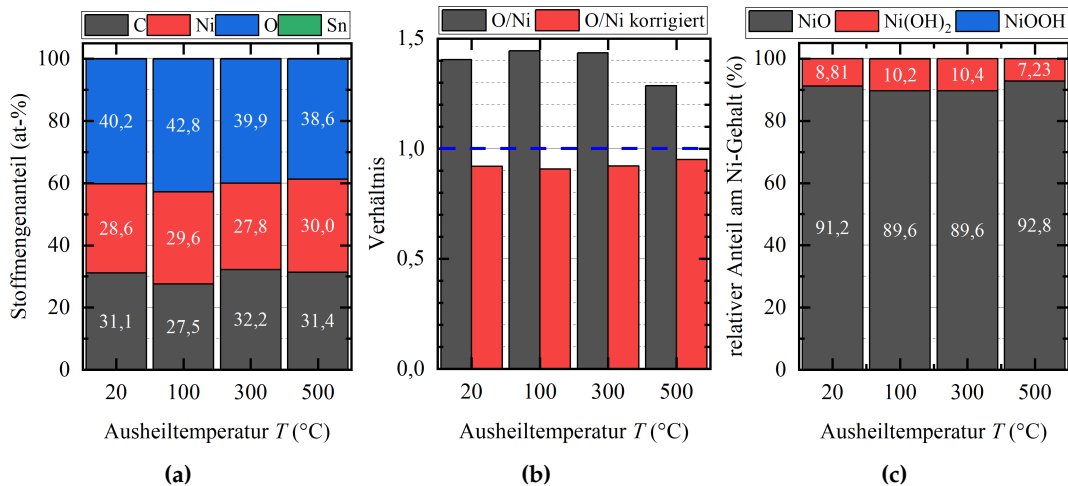 C Ni O Sn
Stoffmengenanteil (at-%)
100
80
60
40
20
0
40,2 42,8 39,9 38,6
28,6 29,6 27,8 30,0
31,1 27,5 32,2 31,4
20 100 300 500
Ausheiltemperatur T (°C)
(a)
O/Ni O/Ni korrigiert
Verhältnis
1,5
1,0
0,5
0,0
20 100 300 500
Ausheiltemperatur T (°C)
(b)
NiO Ni(OH)₂ NiOOH
relativer Anteil am Ni-Gehalt (%)
100
80
60
40
20
0
8,81 10,2 10,4 7,23
91,2 89,6 89,6 92,8
20 100 300 500
Ausheiltemperatur T (°C)
(c)